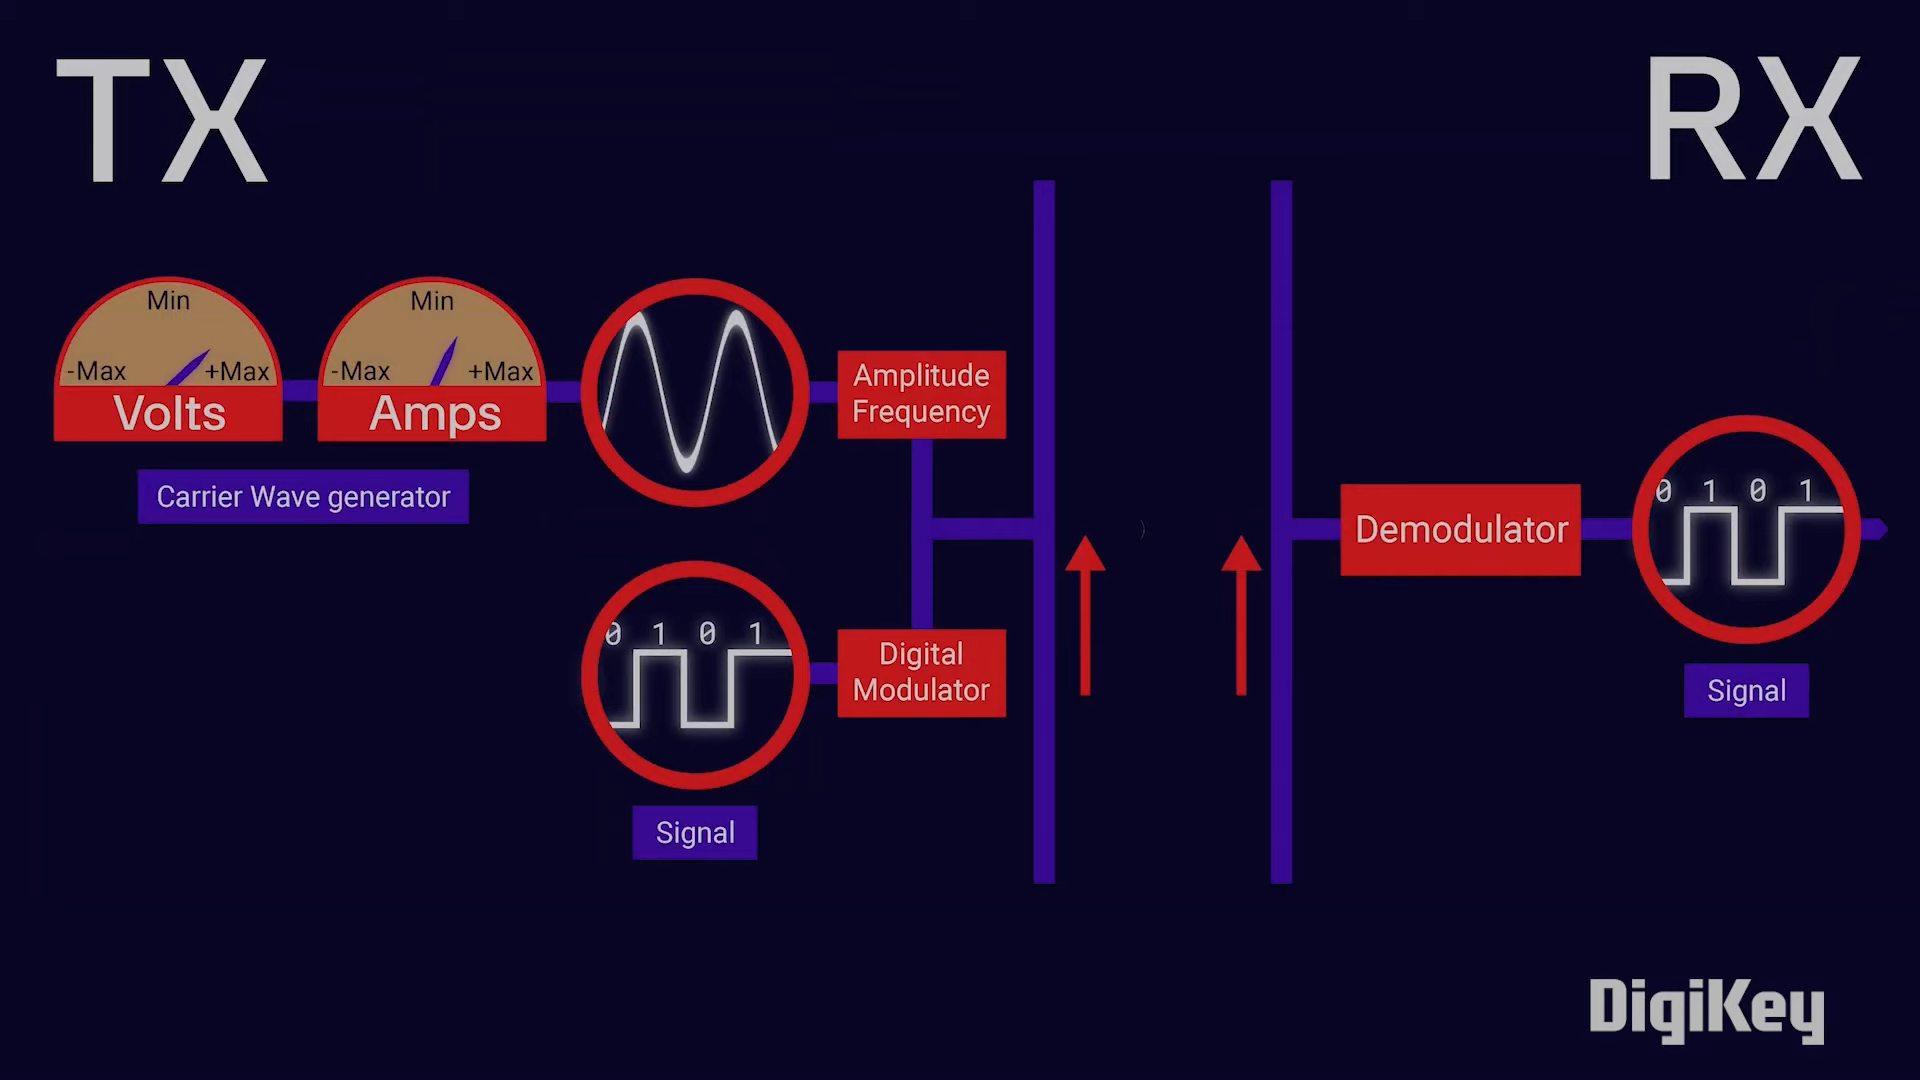 TX
RX
Min
-Max
+Max
Volts
Min
-Max
+Max
Amps
Carrier Wave generator
Amplitude
Frequency
0 1 0 1
Digital
Modulator
Signal
Demodulator
0 1 0 1
Signal
DigiKey